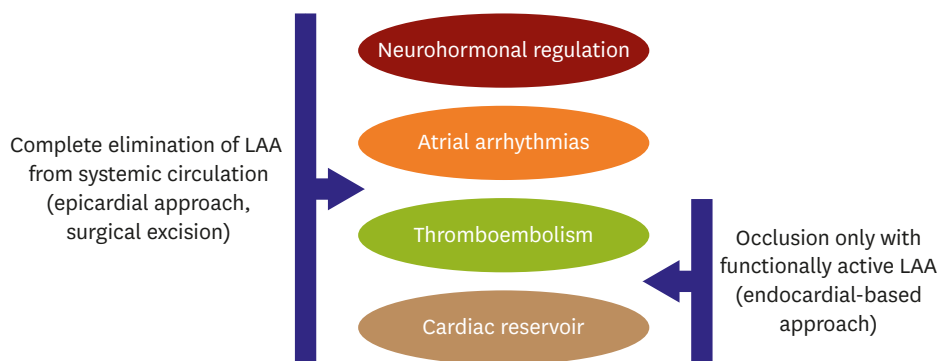 Neurohormonal regulation
Atrial arrhythmias
Complete elimination of LAA
from systemic circulation
(epicardial approach,
surgical excision)
Thromboembolism
Cardiac reservoir
Occlusion only with
functionally active LAA
(endocardial-based
approach)